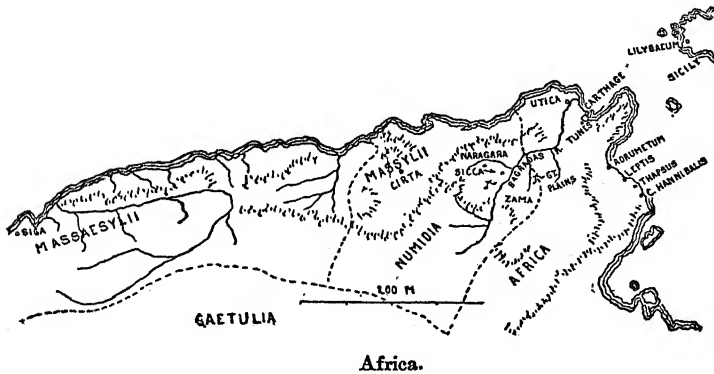 LILYBAEUM
SICILY
CARTHAGE
UTICA
TUNES
MASSYLII
CIRTA
NARAGARA
SICCA
BAGRADAS
GT.
PLAINS
ADRUMETUM
LEPTIS
THAPSUS
C. HANNIBALIS
ZAMA
SIGA
MASSAESYLII
NUMIDIA
AFRICA
200 M
GAETULIA
Africa.